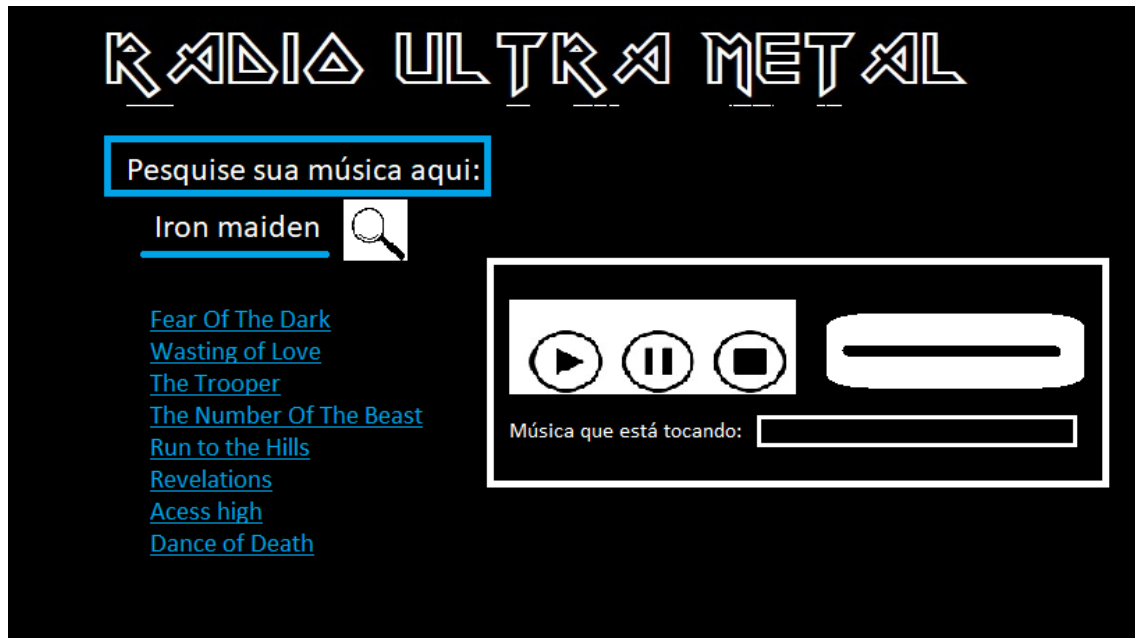 RADIO ULTRA METAL
Pesquise sua música aqui:
Iron maiden
Fear Of The Dark
Wasting of Love
The Trooper
The Number Of The Beast
Run to the Hills
Revelations
Acess high
Dance of Death
Música que está tocando: